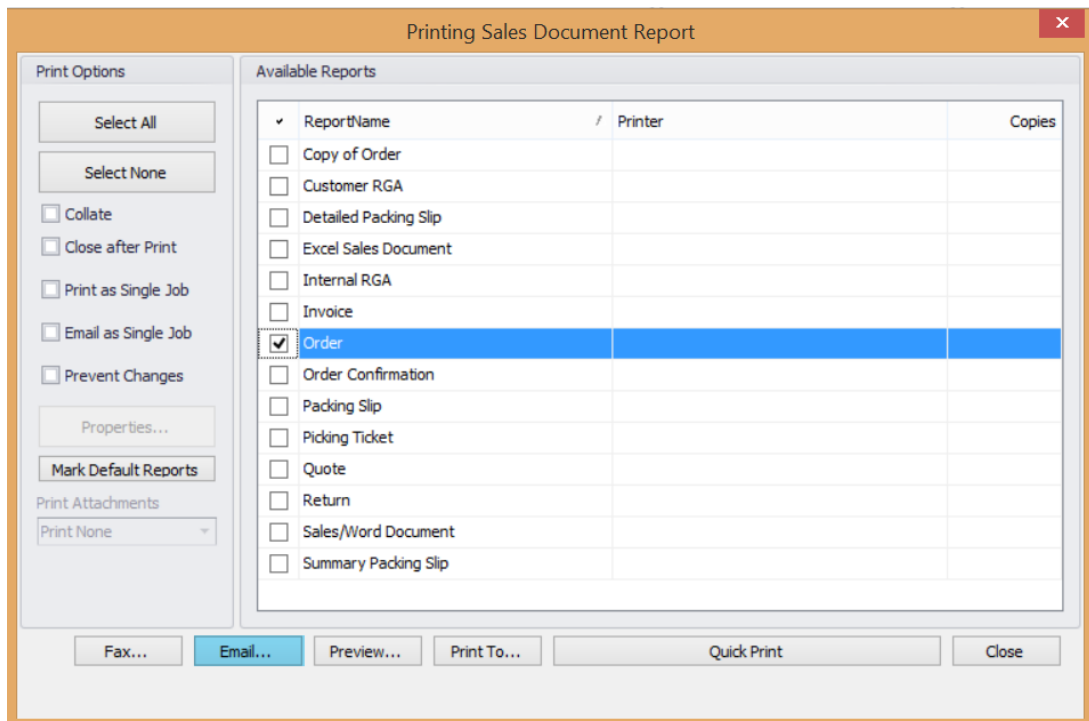 Printing Sales Document Report
Print Options
Select All
Select None
Collate
Close after Print
Print as Single Job
Email as Single Job
Prevent Changes
Properties...
Mark Default Reports
Print Attachments
Print None
Available Reports
ReportName / Printer Copies
Copy of Order
Customer RGA
Detailed Packing Slip
Excel Sales Document
Internal RGA
Invoice
Order
Order Confirmation
Packing Slip
Picking Ticket
Quote
Return
Sales/Word Document
Summary Packing Slip
Fax... Email... Preview... Print To... Quick Print Close